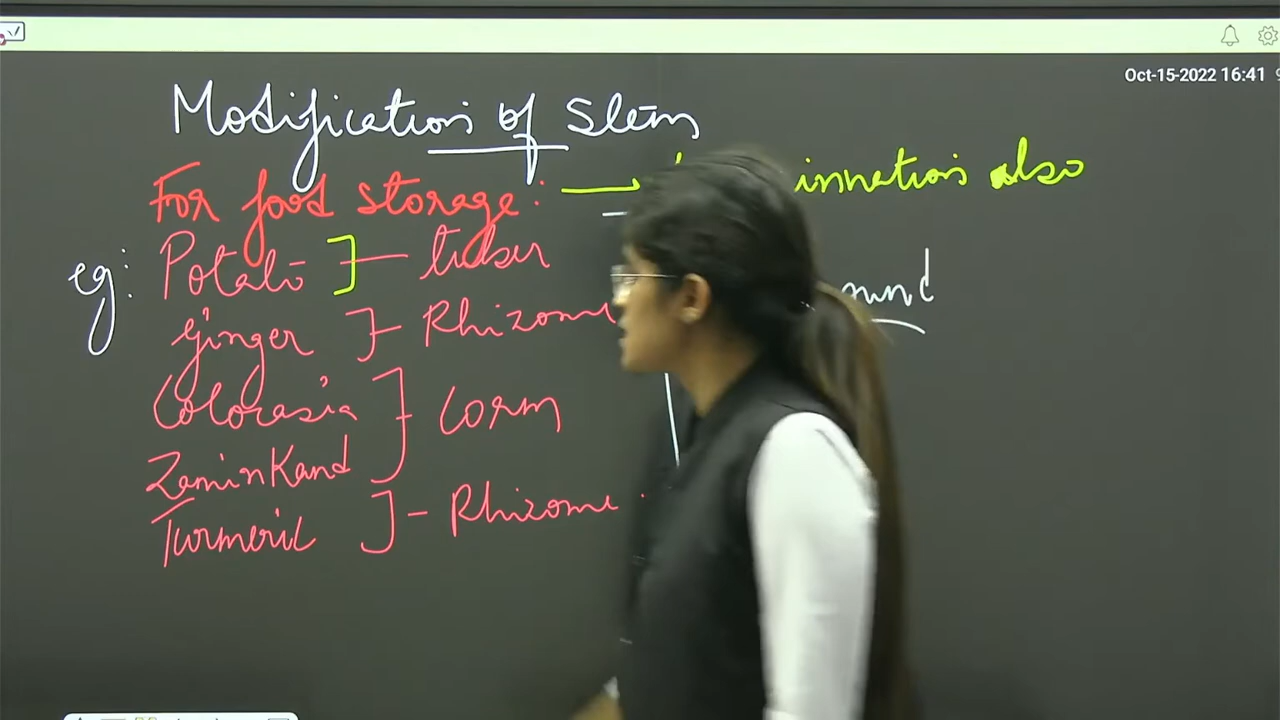 Oct-15-2022 16:41
Modification of Stem
For food storage: → innation also
eg: Potato ] — tuber
Ginger ] - Rhizome
Colocasia
Zaminkand ] corm
Turmeric ] - Rhizome